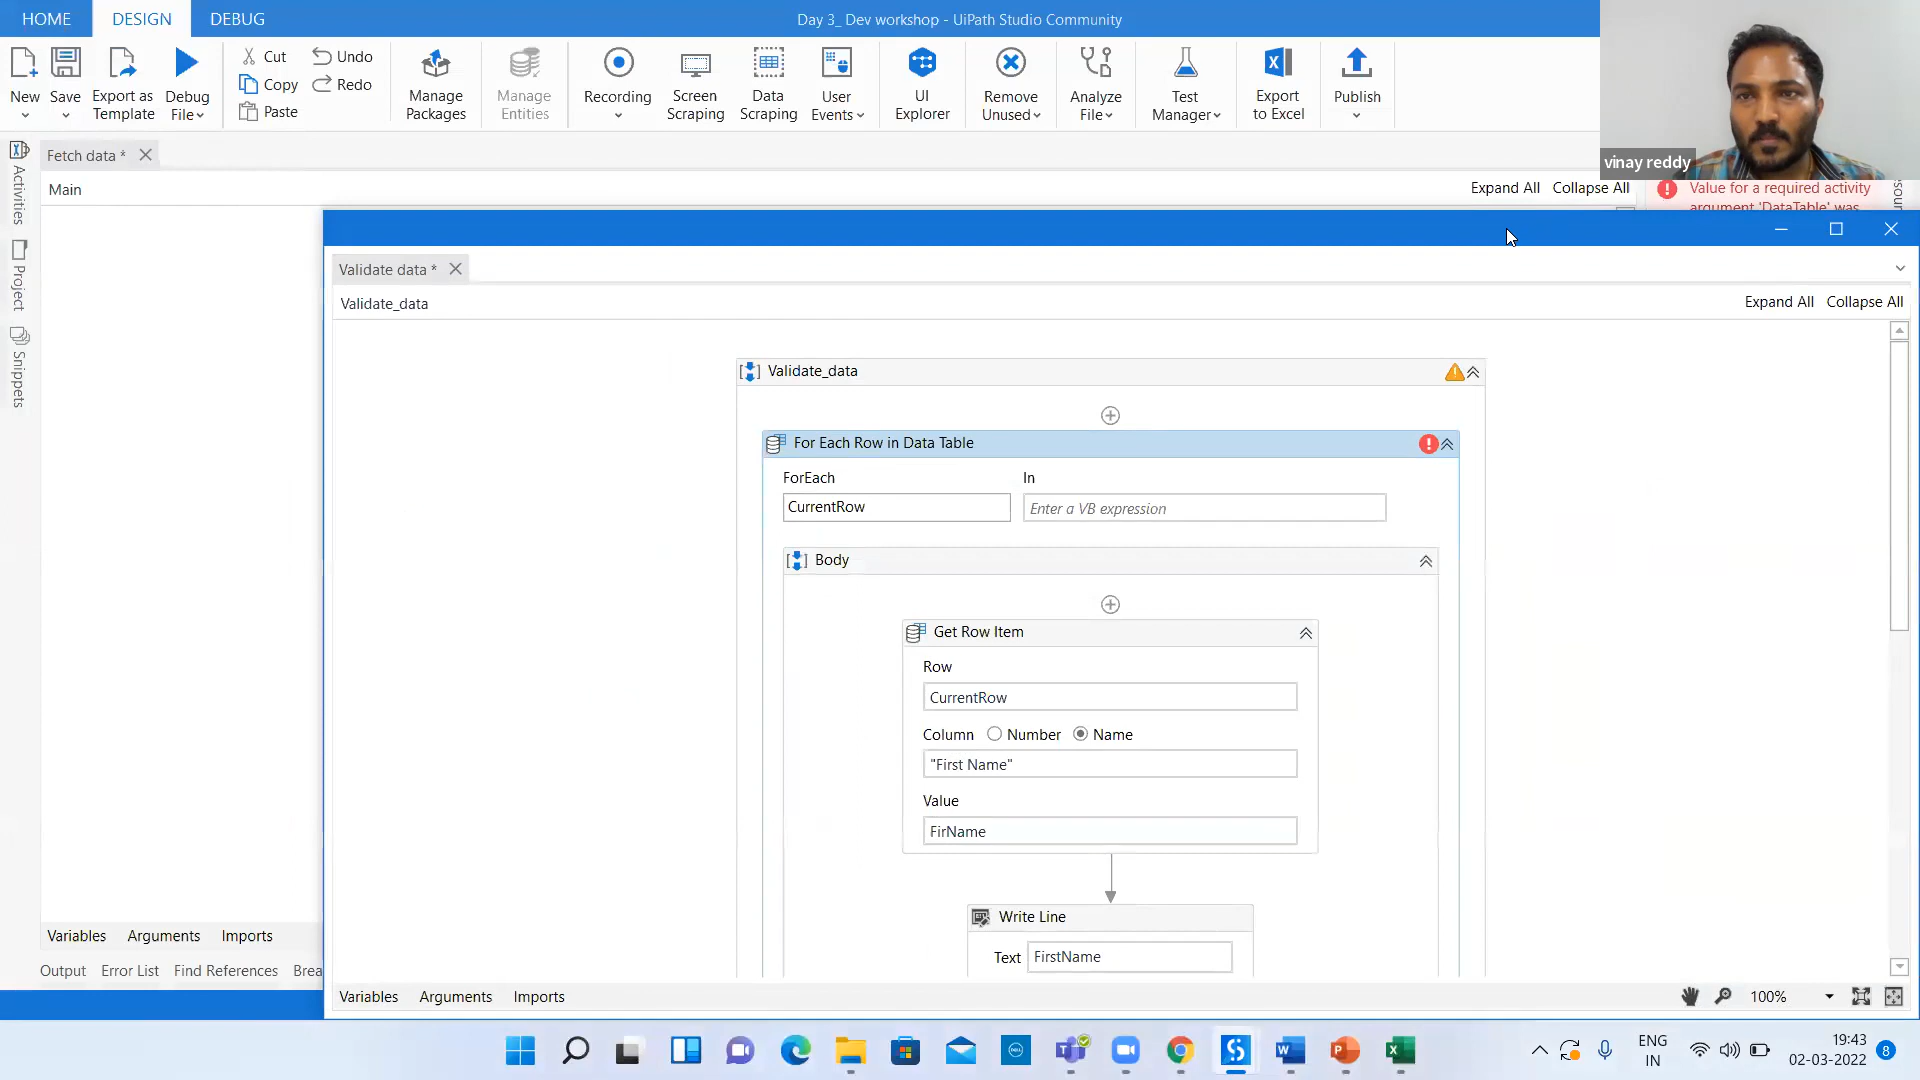 HOME DESIGN DEBUG Day 3_ Dev workshop - UiPath Studio Community
New Save Export as Template Debug File Cut Copy Paste Undo Redo Manage Packages Manage Entities Recording Screen Scraping Data Scraping User Events UI Explorer Remove Unused Analyze File Test Manager Export to Excel Publish
vinay reddy
Fetch data *
Main Expand All Collapse All
Value for a required activity
argument 'DataTable' was
Activities
Project
Snippets
Validate data *
Validate_data Expand All Collapse All
Validate_data
For Each Row in Data Table
ForEach In
CurrentRow Enter a VB expression
Body
Get Row Item
Row
CurrentRow
Column Number Name
"First Name"
Value
FirName
Write Line
Text FirstName
Variables Arguments Imports
Output Error List Find References Brea
Variables Arguments Imports 100%
ENG
IN
19:43
02-03-2022
8